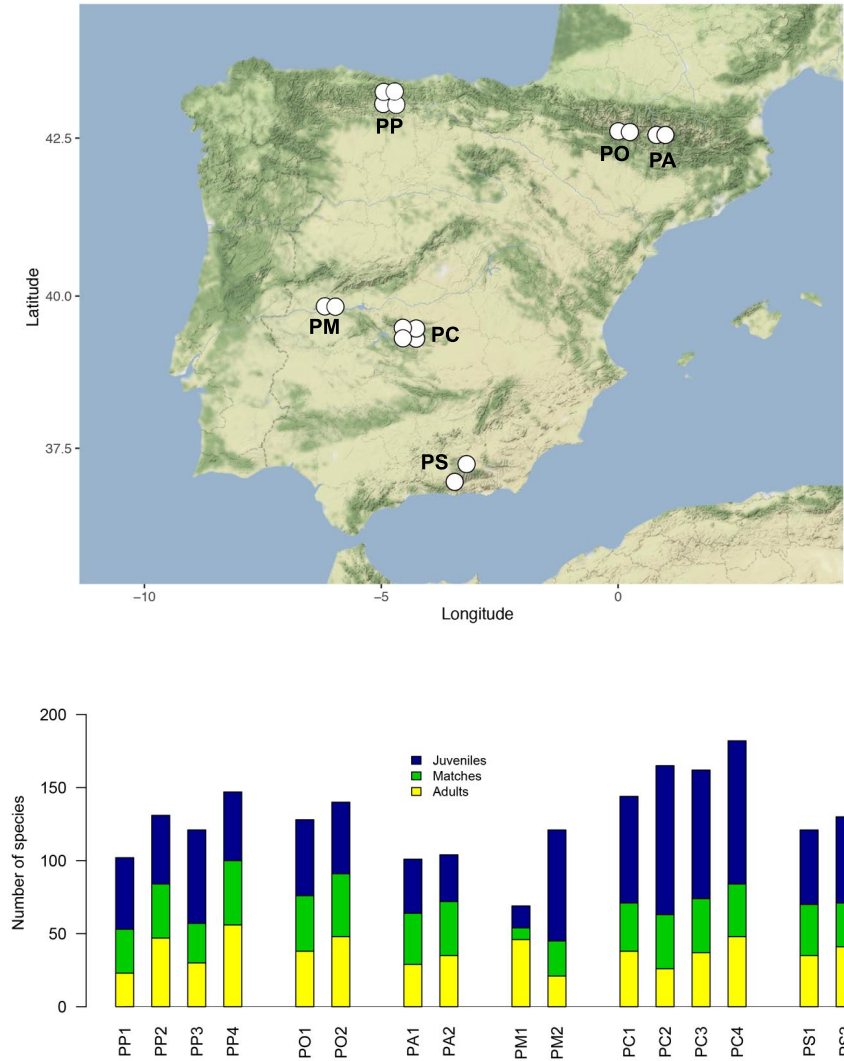 PP
42.5
PO
PA
40.0
Latitude
PM
PC
37.5
PS
−10
−5
0
Longitude
200
150
100
50
0
Number of species
Juveniles
Matches
Adults
PP1
PP2
PP3
PP4
PO1
PO2
PA1
PA2
PM1
PM2
PC1
PC2
PC3
PC4
PS1